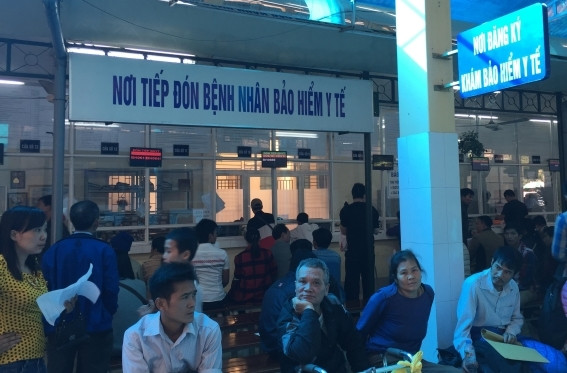 NƠI TIẾP ĐÓN BỆNH NHÂN BẢO HIỂM Y TẾ
NƠI ĐĂNG KÝ
KHÁM BẢO HIỂM Y TẾ